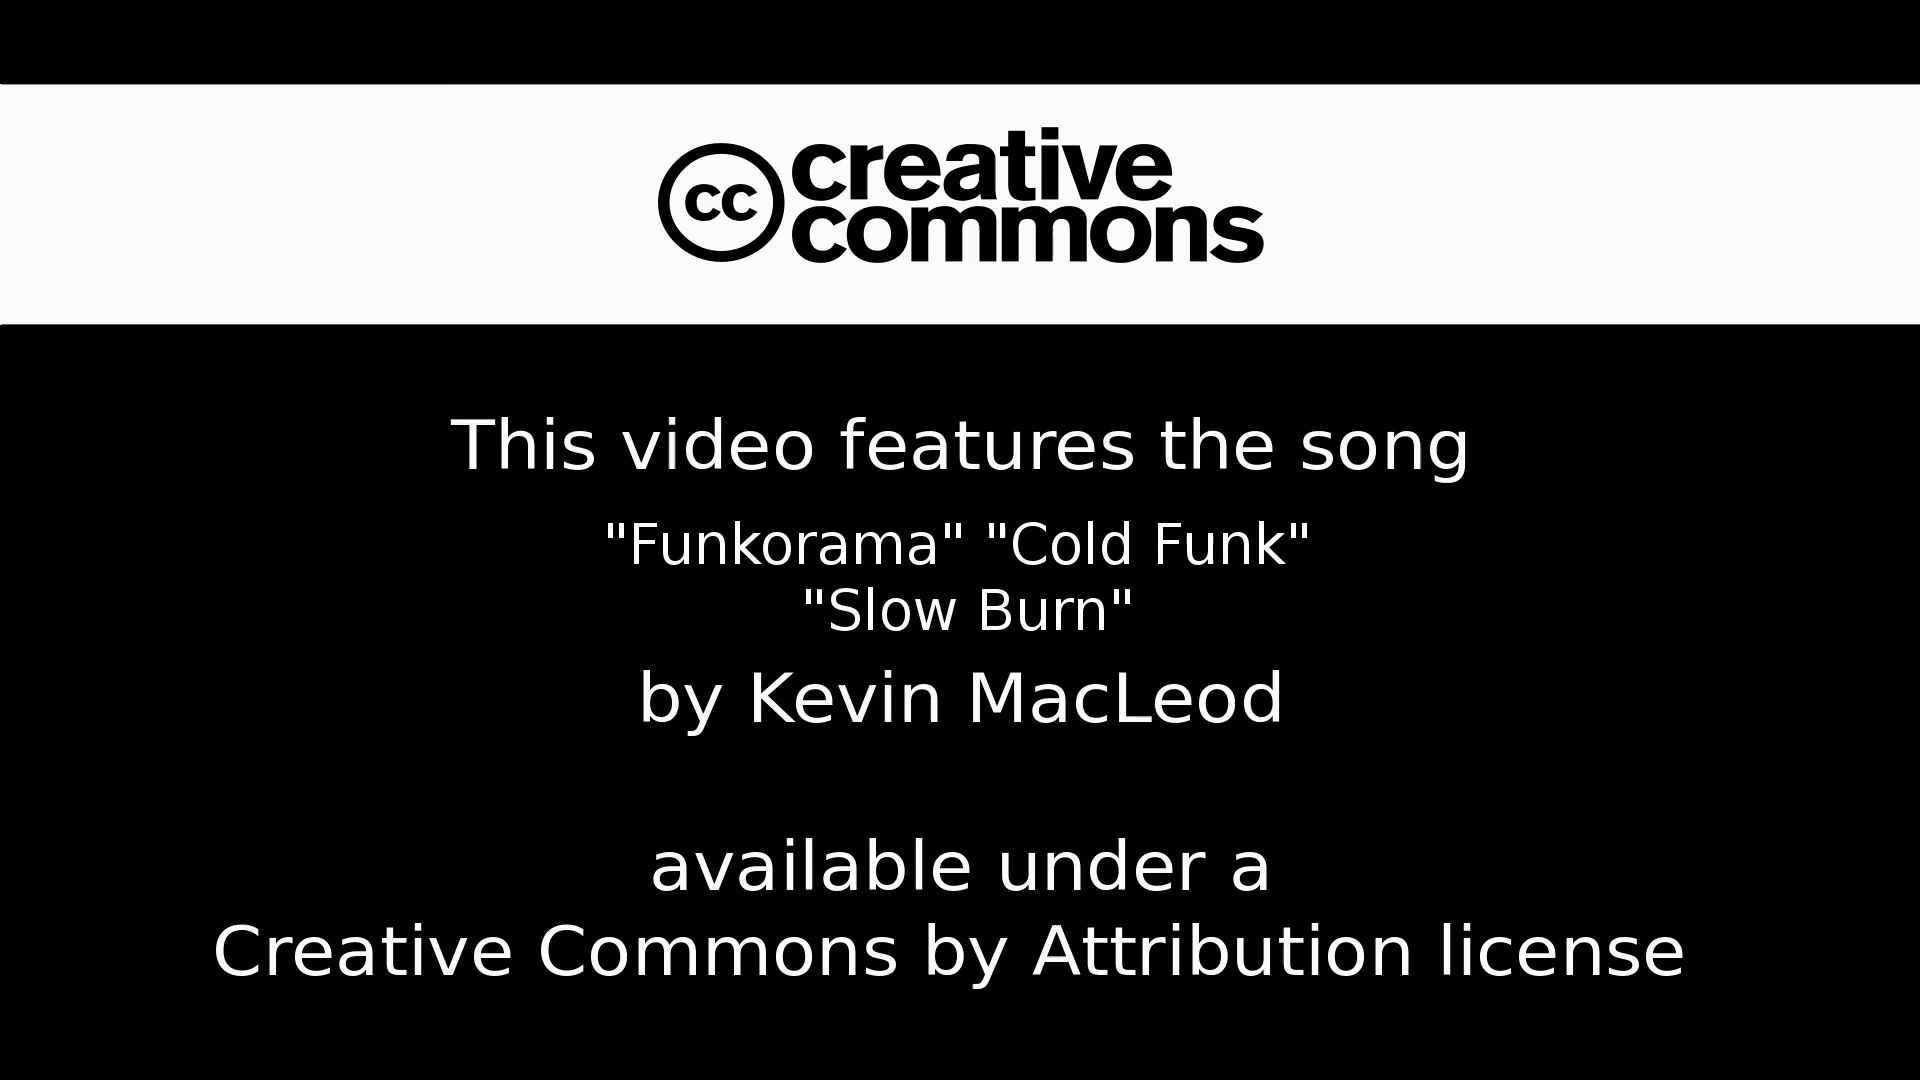 cc creative
commons
This video features the song
"Funkorama" "Cold Funk"
"Slow Burn"
by Kevin MacLeod
available under a
Creative Commons by Attribution license